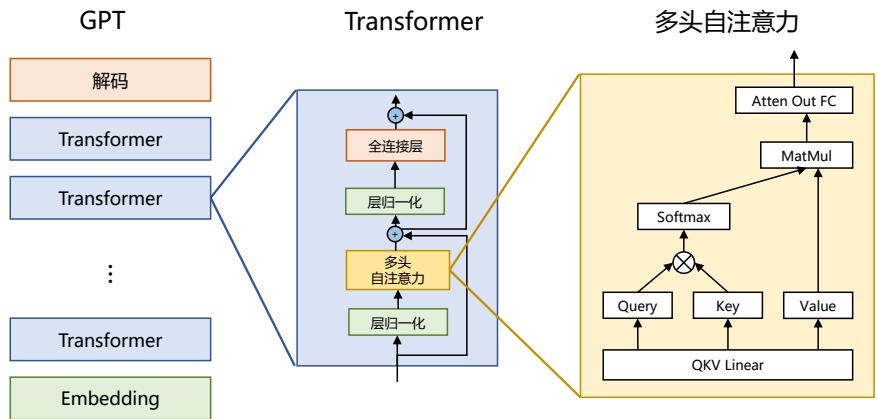 GPT
解码
Transformer
Transformer
⋮
Transformer
Embedding
Transformer
+
全连接层
层归一化
+
多头
自注意力
层归一化
多头自注意力
Atten Out FC
MatMul
Softmax
Query
Key
Value
QKV Linear